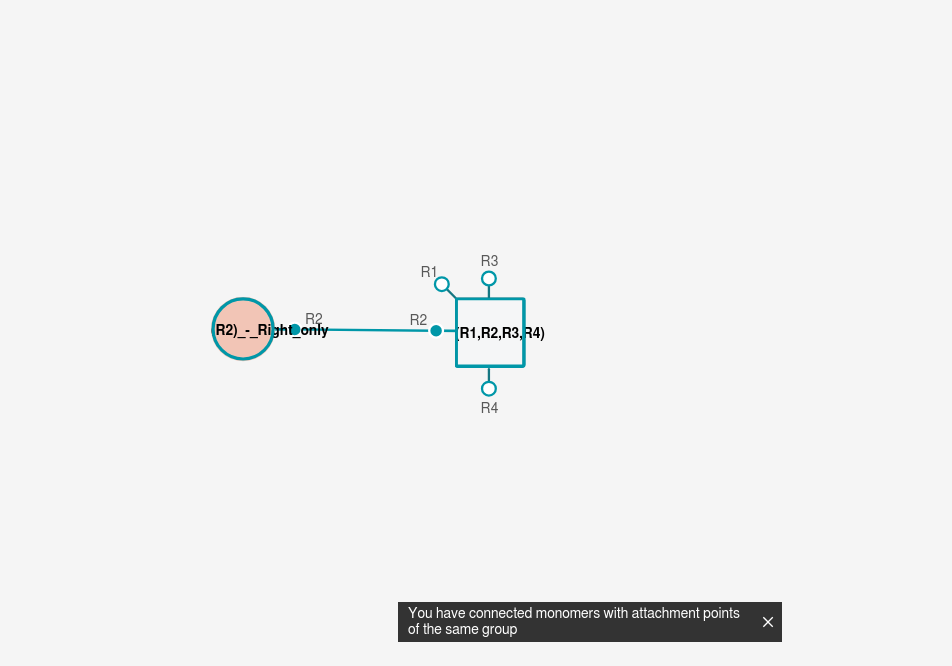 R3
R1
R2
R2
R2)_-_Right_only
(R1,R2,R3,R4)
R4
You have connected monomers with attachment points
of the same group